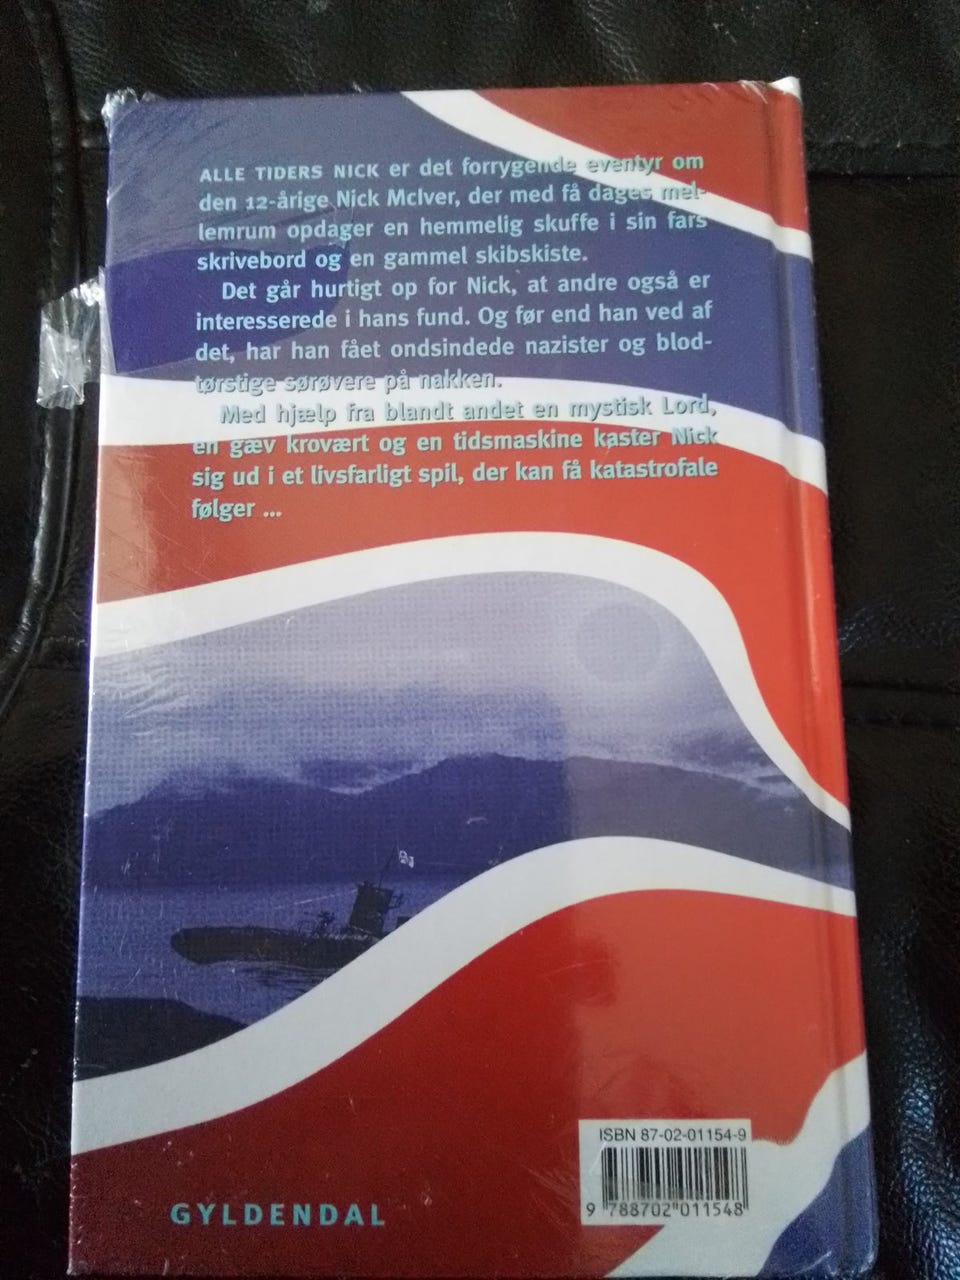 ALLE TIDERS NICK er det forrygende eventyr om
den 12-årige Nick McIver, der med få dages mel-
lemrum opdager en hemmelig skuffe i sin fars
skrivebord og en gammel skibskiste.
Det går hurtigt op for Nick, at andre også er
interesserede i hans fund. Og før end han ved af
det, har han fået ondsindede nazister og blod-
tørstige sørøvere på nakken.
Med hjælp fra blandt andet en mystisk Lord,
en gæv krovært og en tidsmaskine kaster Nick
sig ud i et livsfarligt spil, der kan få katastrofale
følger ...
ISBN 87-02-01154-9
9 788702 011548
GYLDENDAL